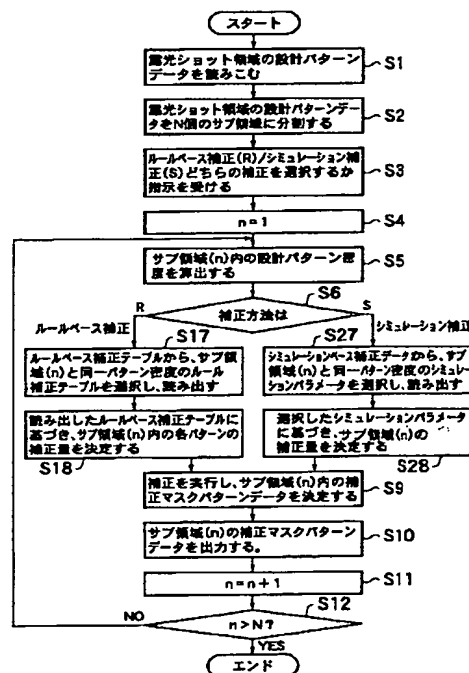 スタート
露光ショット領域の設計パターン
データを読みこむ
S1
露光ショット領域の設計パターンデー
タをN個のサブ領域に分割する
S2
ルールベース補正(R)/シミュレーション補
正(S)どちらの補正を選択するか
指示を受ける
S3
n=1
S4
サブ領域(n)内の設計パターン密
度を算出する
S5
S6
補正方法は
R
S
ルールベース補正
シミュレーション補正
S17
ルールベース補正テーブルから、サブ
領域(n)と同一パターン密度のルール
補正テーブルを選択し、読み出す
S27
シミュレーションベース補正データから、サブ
領域(n)と同一パターン密度のシミュレ
ーションパラメータを選択し、読み出す
読み出したルールベース補正テーブルに
基づき、サブ領域(n)内の各パターンの
補正量を決定する
S18
選択したシミュレーションパラメータ
に基づき、サブ領域(n)の
補正量を決定する
S28
補正を実行し、サブ領域(n)内の補
正マスクパターンデータを決定する
S9
サブ領域(n)の補正マスクパターン
データを出力する。
S10
n=n+1
S11
S12
n>N?
NO
YES
エンド